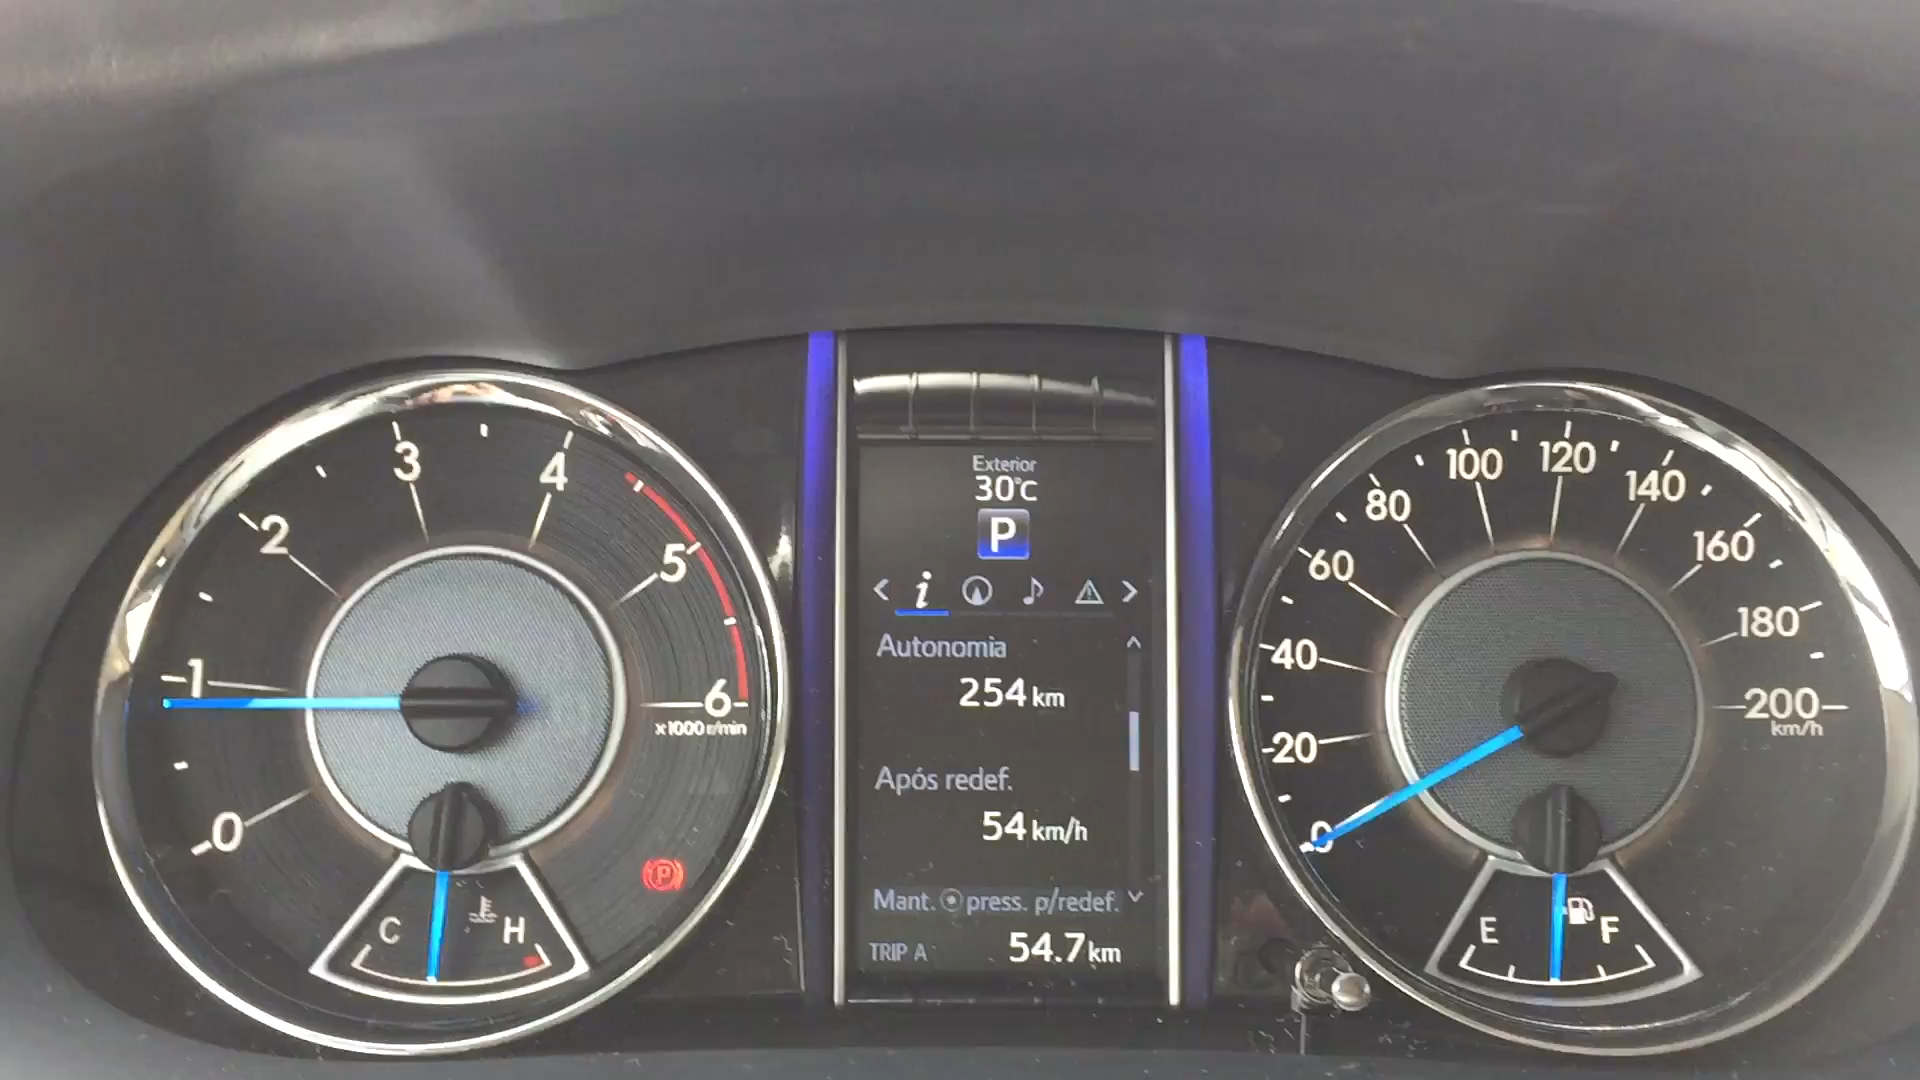 0
1
2
3
4
5
6
x1000 r/min
C
H
P
Exterior
30°C
P
Autonomia
254 km
Após redef.
54 km/h
Mant. press. p/redef.
TRIP A 54.7 km
0
20
40
60
80
100
120
140
160
180
200
km/h
E
F